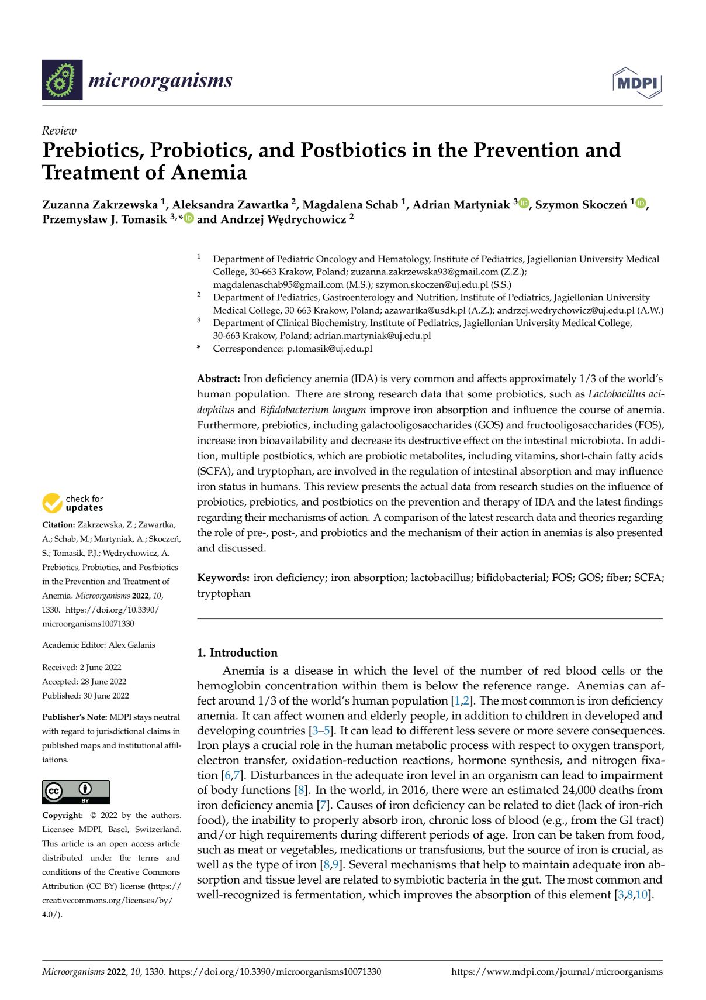 microorganisms
MDPI
Review
Prebiotics, Probiotics, and Postbiotics in the Prevention and
Treatment of Anemia
Zuzanna Zakrzewska 1, Aleksandra Zawartka 2, Magdalena Schab 1, Adrian Martyniak 3 iD, Szymon Skoczeń 1 iD,
Przemysław J. Tomasik 3,* iD and Andrzej Wędrychowicz 2
1 Department of Pediatric Oncology and Hematology, Institute of Pediatrics, Jagiellonian University Medical
College, 30-663 Krakow, Poland; zuzanna.zakrzewska93@gmail.com (Z.Z.);
magdalenaschab95@gmail.com (M.S.); szymon.skoczen@uj.edu.pl (S.S.)
2 Department of Pediatrics, Gastroenterology and Nutrition, Institute of Pediatrics, Jagiellonian University
Medical College, 30-663 Krakow, Poland; azawartka@usdk.pl (A.Z.); andrzej.wedrychowicz@uj.edu.pl (A.W.)
3 Department of Clinical Biochemistry, Institute of Pediatrics, Jagiellonian University Medical College,
30-663 Krakow, Poland; adrian.martyniak@uj.edu.pl
* Correspondence: p.tomasik@uj.edu.pl
Abstract: Iron deficiency anemia (IDA) is very common and affects approximately 1/3 of the world's
human population. There are strong research data that some probiotics, such as Lactobacillus aci-
dophilus and Bifidobacterium longum improve iron absorption and influence the course of anemia.
Furthermore, prebiotics, including galactooligosaccharides (GOS) and fructooligosaccharides (FOS),
increase iron bioavailability and decrease its destructive effect on the intestinal microbiota. In addi-
tion, multiple postbiotics, which are probiotic metabolites, including vitamins, short-chain fatty acids
(SCFA), and tryptophan, are involved in the regulation of intestinal absorption and may influence
iron status in humans. This review presents the actual data from research studies on the influence of
probiotics, prebiotics, and postbiotics on the prevention and therapy of IDA and the latest findings
regarding their mechanisms of action. A comparison of the latest research data and theories regarding
the role of pre-, post-, and probiotics and the mechanism of their action in anemias is also presented
and discussed.
Keywords: iron deficiency; iron absorption; lactobacillus; bifidobacterial; FOS; GOS; fiber; SCFA;
tryptophan
check for
updates
Citation: Zakrzewska, Z.; Zawartka,
A.; Schab, M.; Martyniak, A.; Skoczeń,
S.; Tomasik, P.J.; Wędrychowicz, A.
Prebiotics, Probiotics, and Postbiotics
in the Prevention and Treatment of
Anemia. Microorganisms 2022, 10,
1330. https://doi.org/10.3390/
microorganisms10071330
Academic Editor: Alex Galanis
Received: 2 June 2022
Accepted: 28 June 2022
Published: 30 June 2022
Publisher's Note: MDPI stays neutral
with regard to jurisdictional claims in
published maps and institutional affil-
iations.
cc BY
Copyright: © 2022 by the authors.
Licensee MDPI, Basel, Switzerland.
This article is an open access article
distributed under the terms and
conditions of the Creative Commons
Attribution (CC BY) license (https://
creativecommons.org/licenses/by/
4.0/).
1. Introduction
Anemia is a disease in which the level of the number of red blood cells or the
hemoglobin concentration within them is below the reference range. Anemias can af-
fect around 1/3 of the world's human population [1,2]. The most common is iron deficiency
anemia. It can affect women and elderly people, in addition to children in developed and
developing countries [3–5]. It can lead to different less severe or more severe consequences.
Iron plays a crucial role in the human metabolic process with respect to oxygen transport,
electron transfer, oxidation-reduction reactions, hormone synthesis, and nitrogen fixa-
tion [6,7]. Disturbances in the adequate iron level in an organism can lead to impairment
of body functions [8]. In the world, in 2016, there were an estimated 24,000 deaths from
iron deficiency anemia [7]. Causes of iron deficiency can be related to diet (lack of iron-rich
food), the inability to properly absorb iron, chronic loss of blood (e.g., from the GI tract)
and/or high requirements during different periods of age. Iron can be taken from food,
such as meat or vegetables, medications or transfusions, but the source of iron is crucial, as
well as the type of iron [8,9]. Several mechanisms that help to maintain adequate iron ab-
sorption and tissue level are related to symbiotic bacteria in the gut. The most common and
well-recognized is fermentation, which improves the absorption of this element [3,8,10].
Microorganisms 2022, 10, 1330. https://doi.org/10.3390/microorganisms10071330
https://www.mdpi.com/journal/microorganisms